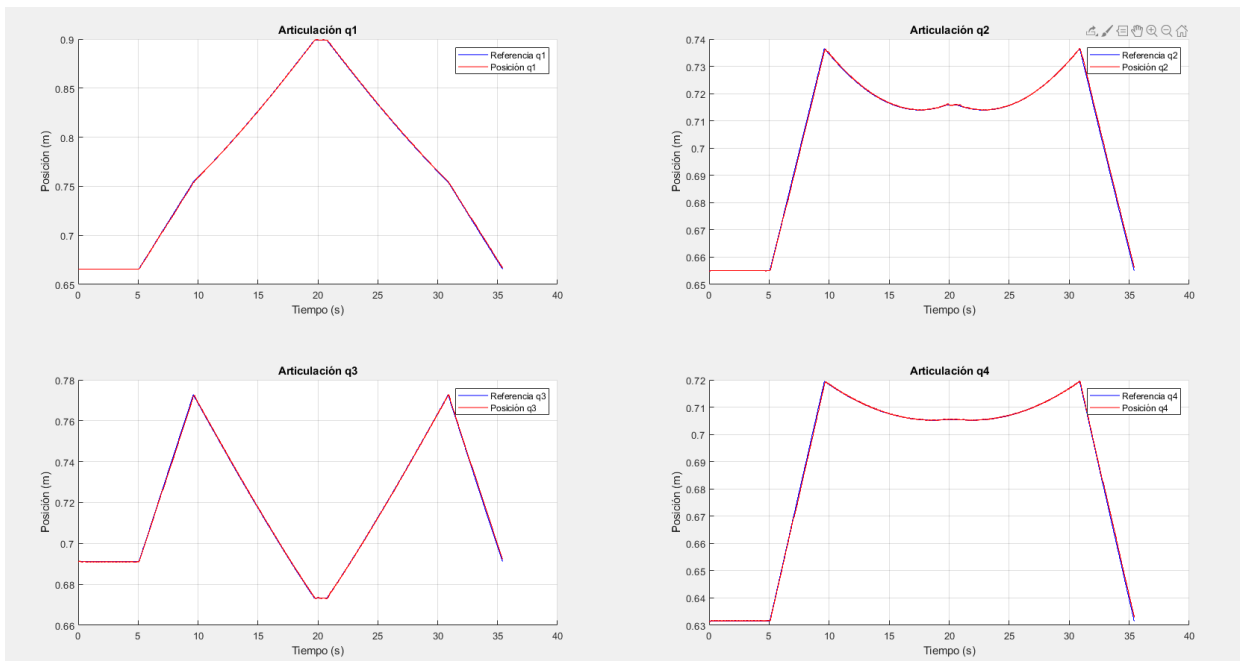 Articulación q1
Referencia q1
Posición q1
0.9
0.85
0.8
0.75
0.7
0.65
Posición (m)
0 5 10 15 20 25 30 35 40
Tiempo (s)
Articulación q2
Referencia q2
Posición q2
0.74
0.73
0.72
0.71
0.7
0.69
0.68
0.67
0.66
0.65
Posición (m)
0 5 10 15 20 25 30 35 40
Tiempo (s)
Articulación q3
Referencia q3
Posición q3
0.78
0.76
0.74
0.72
0.7
0.68
0.66
Posición (m)
0 5 10 15 20 25 30 35 40
Tiempo (s)
Articulación q4
Referencia q4
Posición q4
0.72
0.71
0.7
0.69
0.68
0.67
0.66
0.65
0.64
0.63
Posición (m)
0 5 10 15 20 25 30 35 40
Tiempo (s)